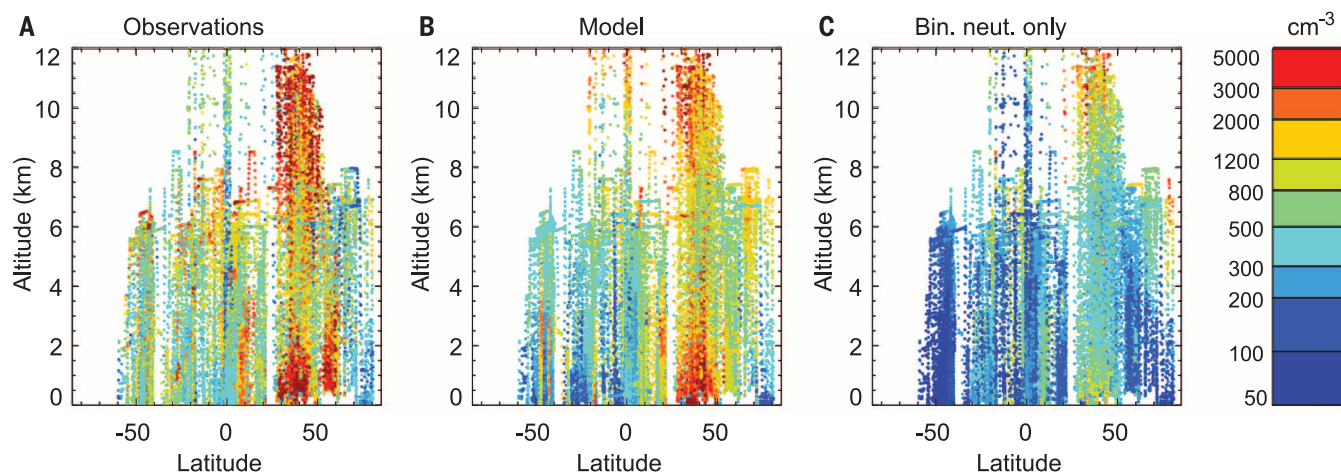 A Observations
B Model
C Bin. neut. only
cm-3
12
10
8
6
4
2
0
Altitude (km)
-50 0 50
Latitude
12
10
8
6
4
2
0
Altitude (km)
-50 0 50
Latitude
12
10
8
6
4
2
0
Altitude (km)
-50 0 50
Latitude
5000
3000
2000
1200
800
500
300
200
100
50